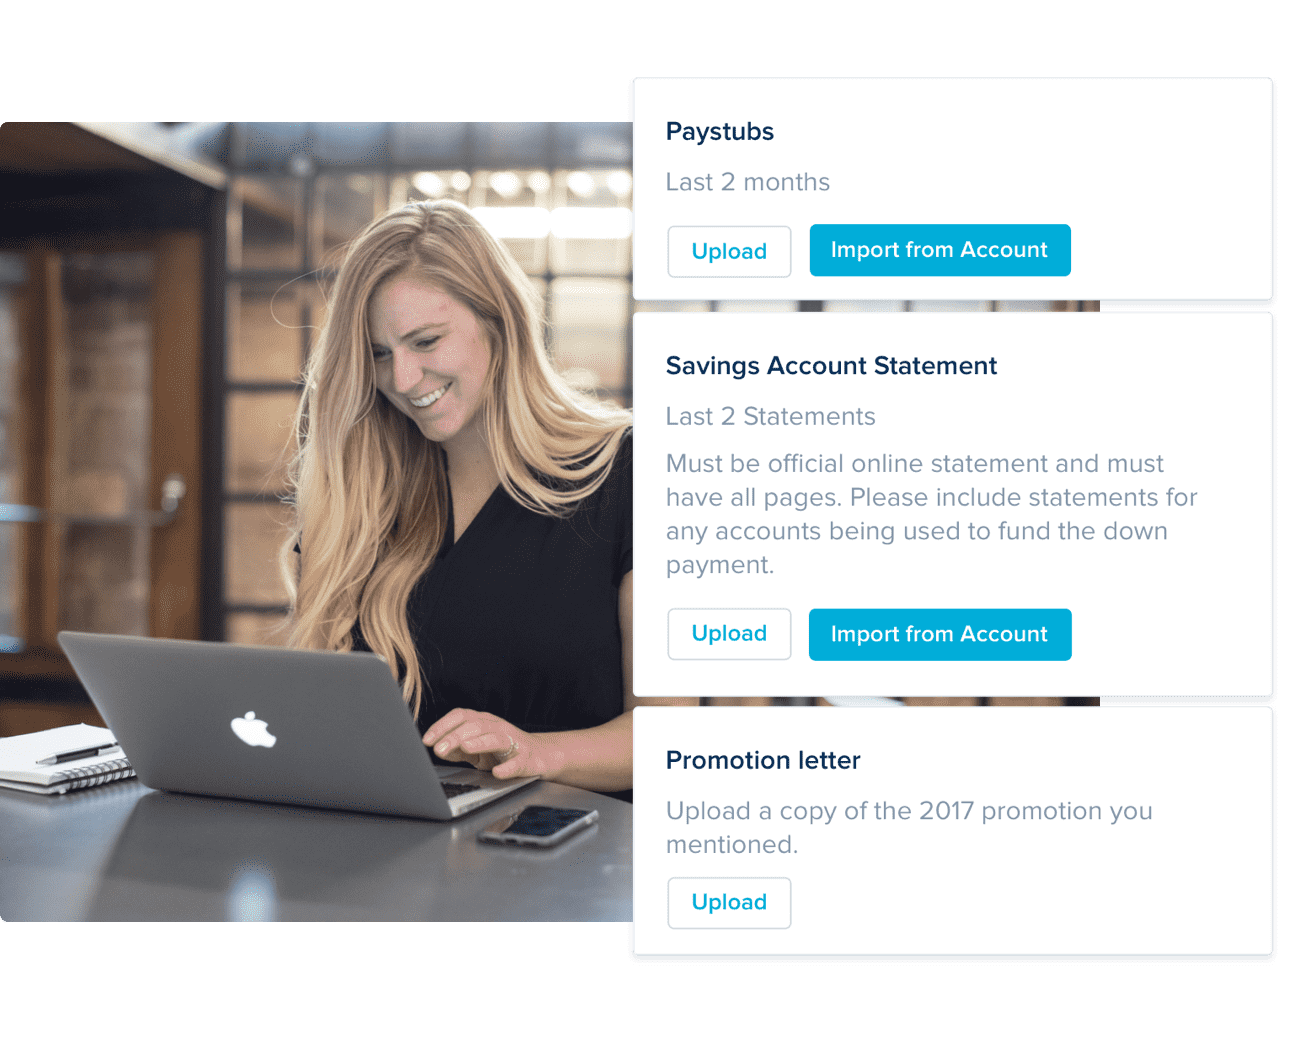 Paystubs
Last 2 months
Upload
Import from Account
Savings Account Statement
Last 2 Statements
Must be official online statement and must
have all pages. Please include statements for
any accounts being used to fund the down
payment.
Upload
Import from Account
Promotion letter
Upload a copy of the 2017 promotion you
mentioned.
Upload